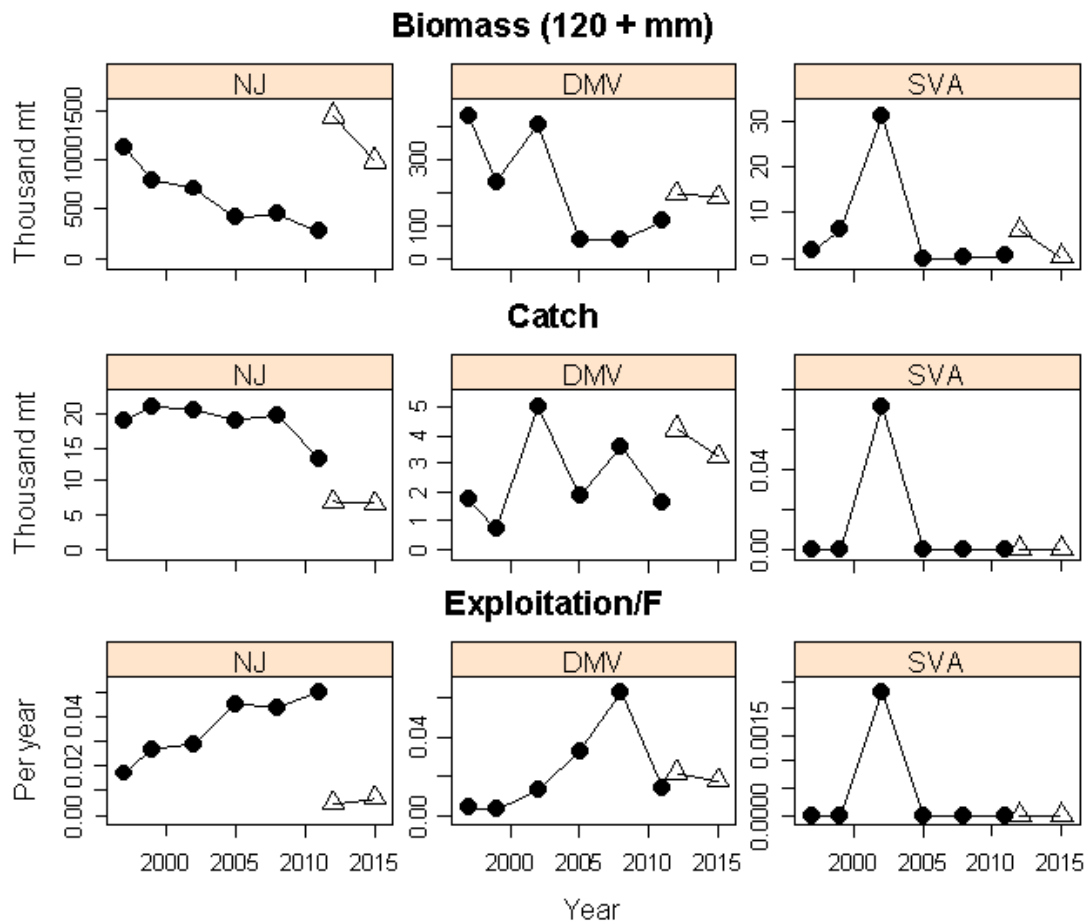 Biomass (120 + mm)
NJ DMV SVA
Thousand mt
0 500 1000 1500
0 100 300
0 10 20 30
Catch
NJ DMV SVA
Thousand mt
0 5 10 15 20
0 1 2 3 4 5
0.00 0.04
Exploitation/F
NJ DMV SVA
Per year
0.00 0.02 0.04
0.00 0.04
0.0000 0.0015
2000 2005 2010 2015 2000 2005 2010 2015 2000 2005 2010 2015
Year